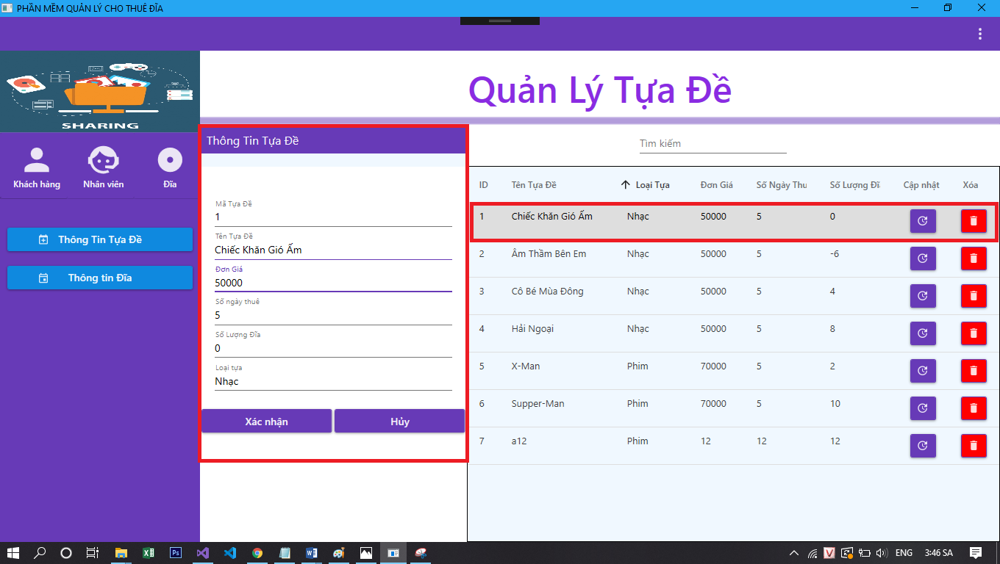 PHẦN MỀM QUẢN LÝ CHO THUÊ ĐĨA
SHARING
Khách hàng Nhân viên Đĩa
Thông Tin Tựa Đề
Thông tin Đĩa
Quản Lý Tựa Đề
Thông Tin Tựa Đề
Mã Tựa Đề
1
Tên Tựa Đề
Chiếc Khăn Gió Ấm
Đơn Giá
50000
Số ngày thuê
5
Số Lượng Đĩa
0
Loại tựa
Nhạc
Xác nhận Hủy
Tìm kiếm
ID Tên Tựa Đề Loại Tựa Đơn Giá Số Ngày Thu Số Lượng Đĩ Cập nhật Xóa
1 Chiếc Khăn Gió Ấm Nhạc 50000 5 0
2 Âm Thầm Bên Em Nhạc 50000 5 -6
3 Cô Bé Mùa Đông Nhạc 50000 5 4
4 Hải Ngoại Nhạc 50000 5 8
5 X-Man Phim 70000 5 2
6 Supper-Man Phim 70000 5 10
7 a12 Phim 12 12 12
ENG 3:46 SA